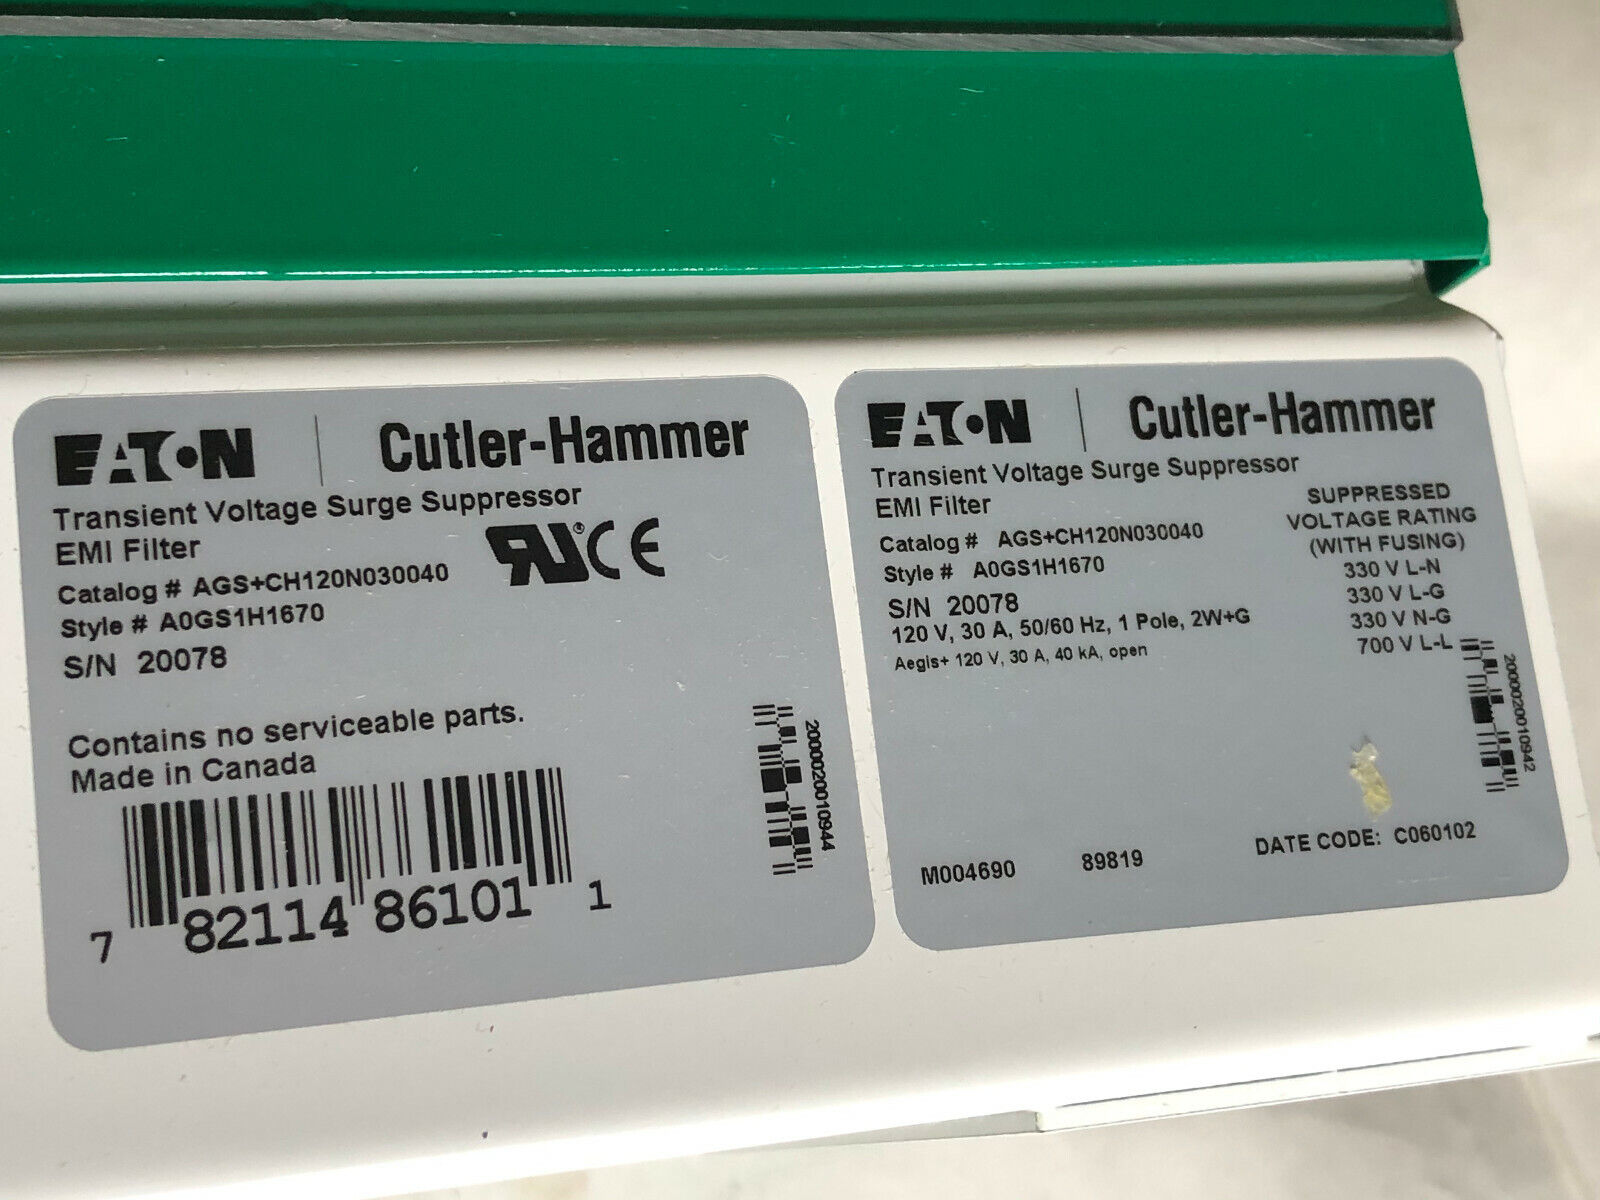 EATON | Cutler-Hammer
Transient Voltage Surge Suppressor
EMI Filter
RU® CE
Catalog # AGS+CH120N030040
Style # A0GS1H1670
S/N 20078
Contains no serviceable parts.
Made in Canada
7 82114 86101 1
2000020010944
EATON | Cutler-Hammer
Transient Voltage Surge Suppressor
EMI Filter
Catalog # AGS+CH120N030040
Style # A0GS1H1670
S/N 20078
120 V, 30 A, 50/60 Hz, 1 Pole, 2W+G
Aegis+ 120 V, 30 A, 40 kA, open
SUPPRESSED
VOLTAGE RATING
(WITH FUSING)
330 V L-N
330 V L-G
330 V N-G
700 V L-L
2000020010942
M004690 89819 DATE CODE: C060102